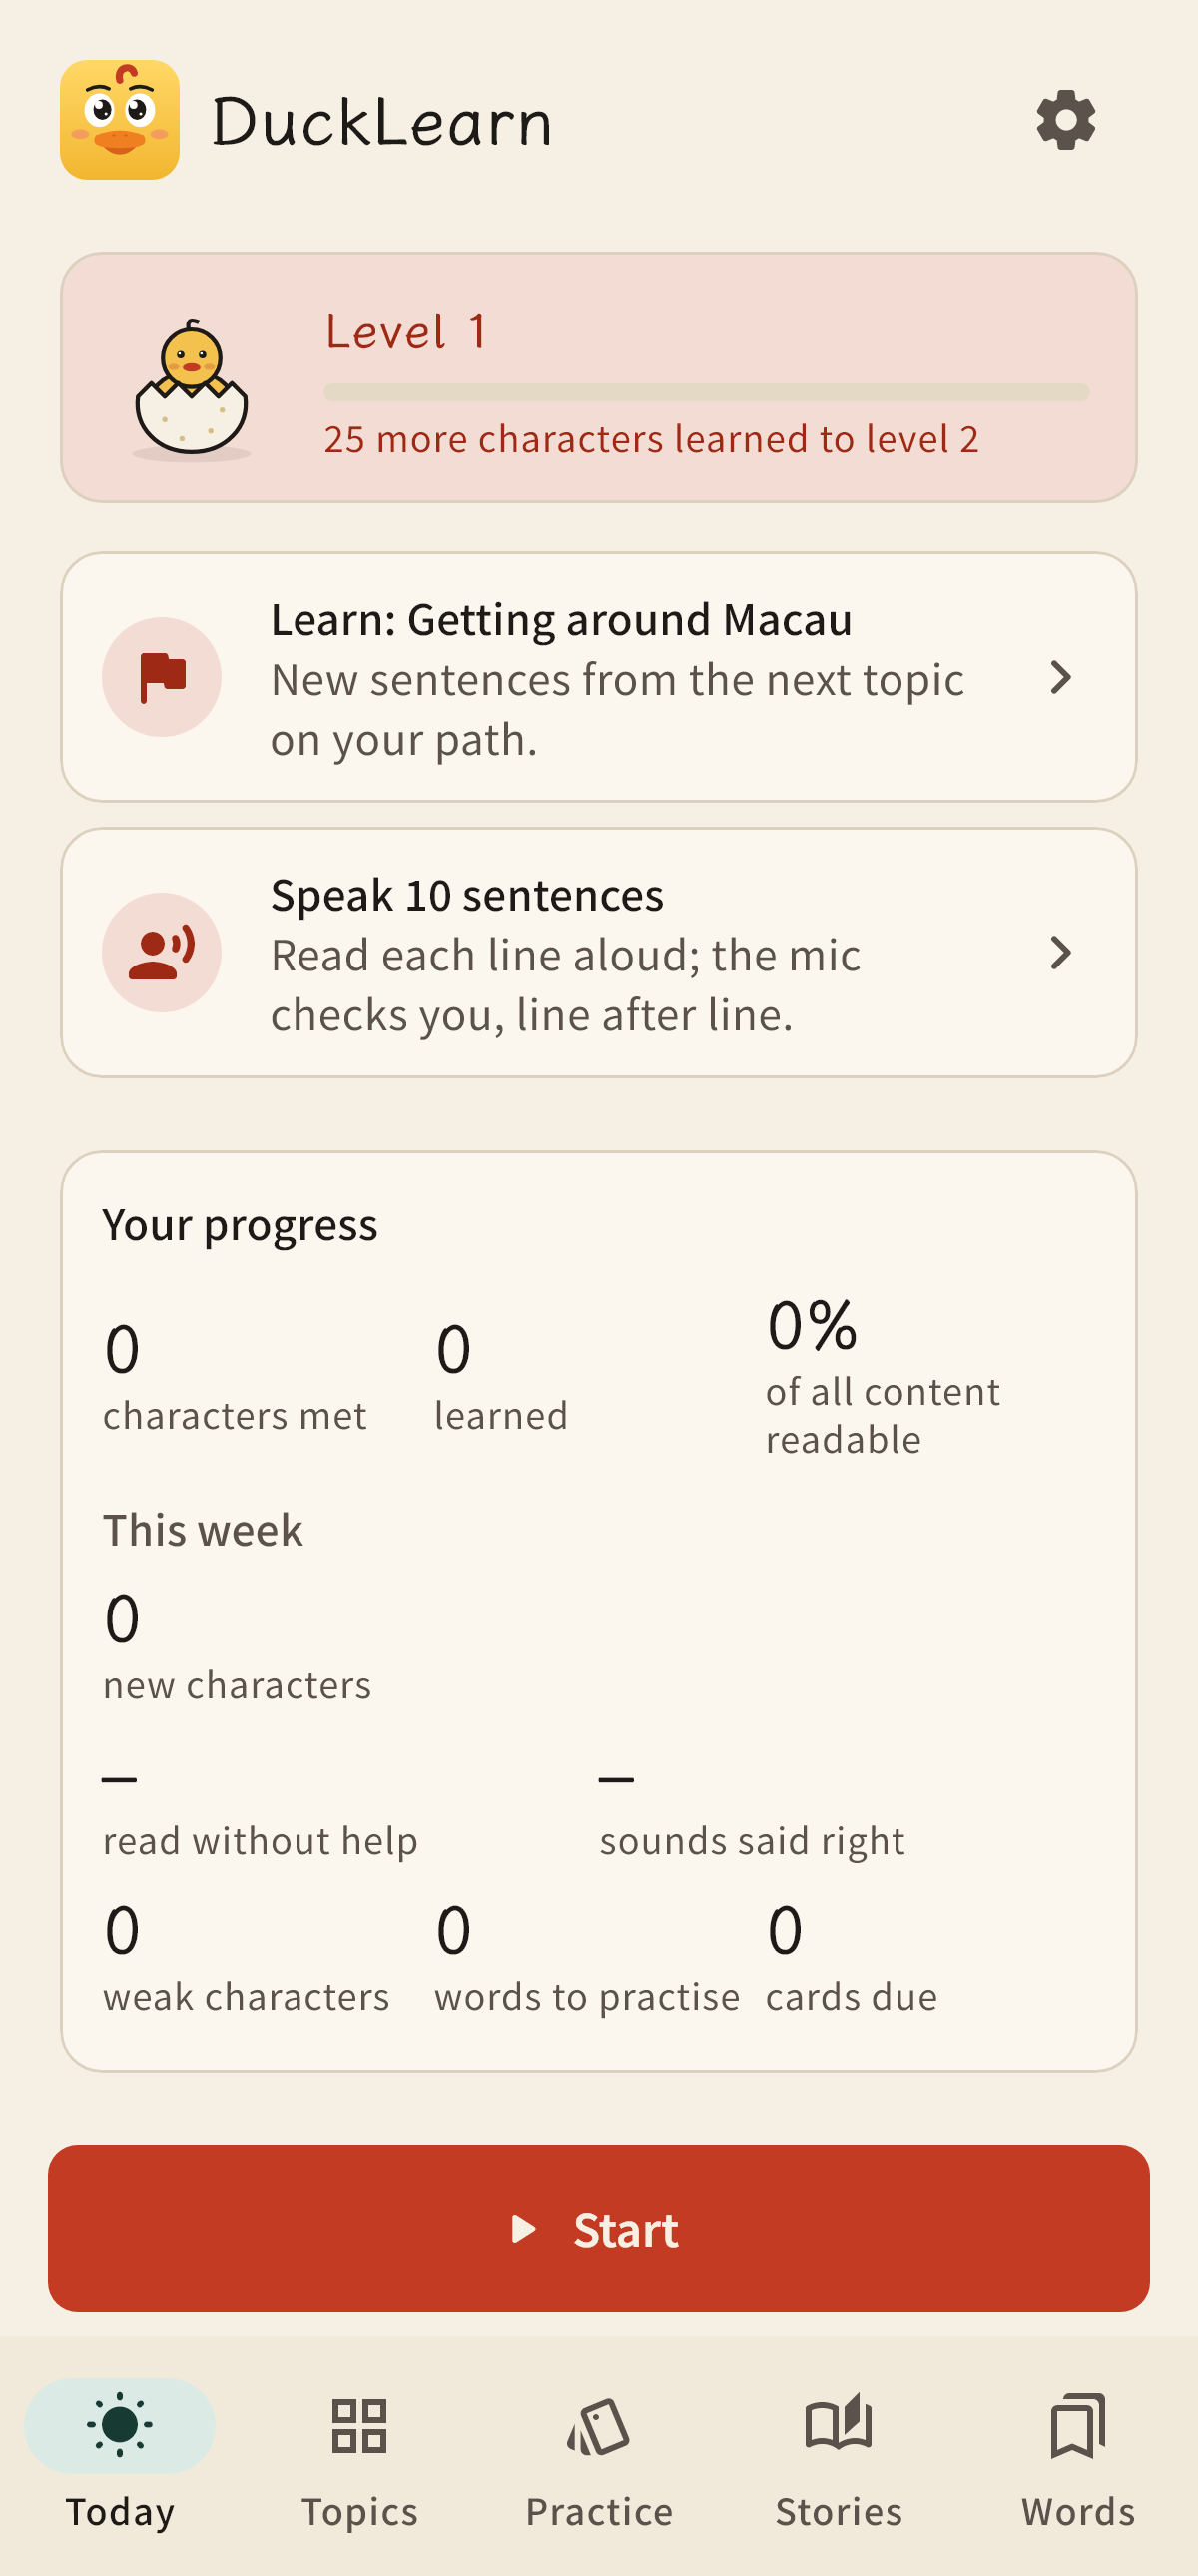 DuckLearn
Level 1
25 more characters learned to level 2
Learn: Getting around Macau
New sentences from the next topic
on your path.
Speak 10 sentences
Read each line aloud; the mic
checks you, line after line.
Your progress
0
characters met
0
learned
0%
of all content
readable
This week
0
new characters
–
read without help
–
sounds said right
0
weak characters
0
words to practise
0
cards due
Start
Today
Topics
Practice
Stories
Words